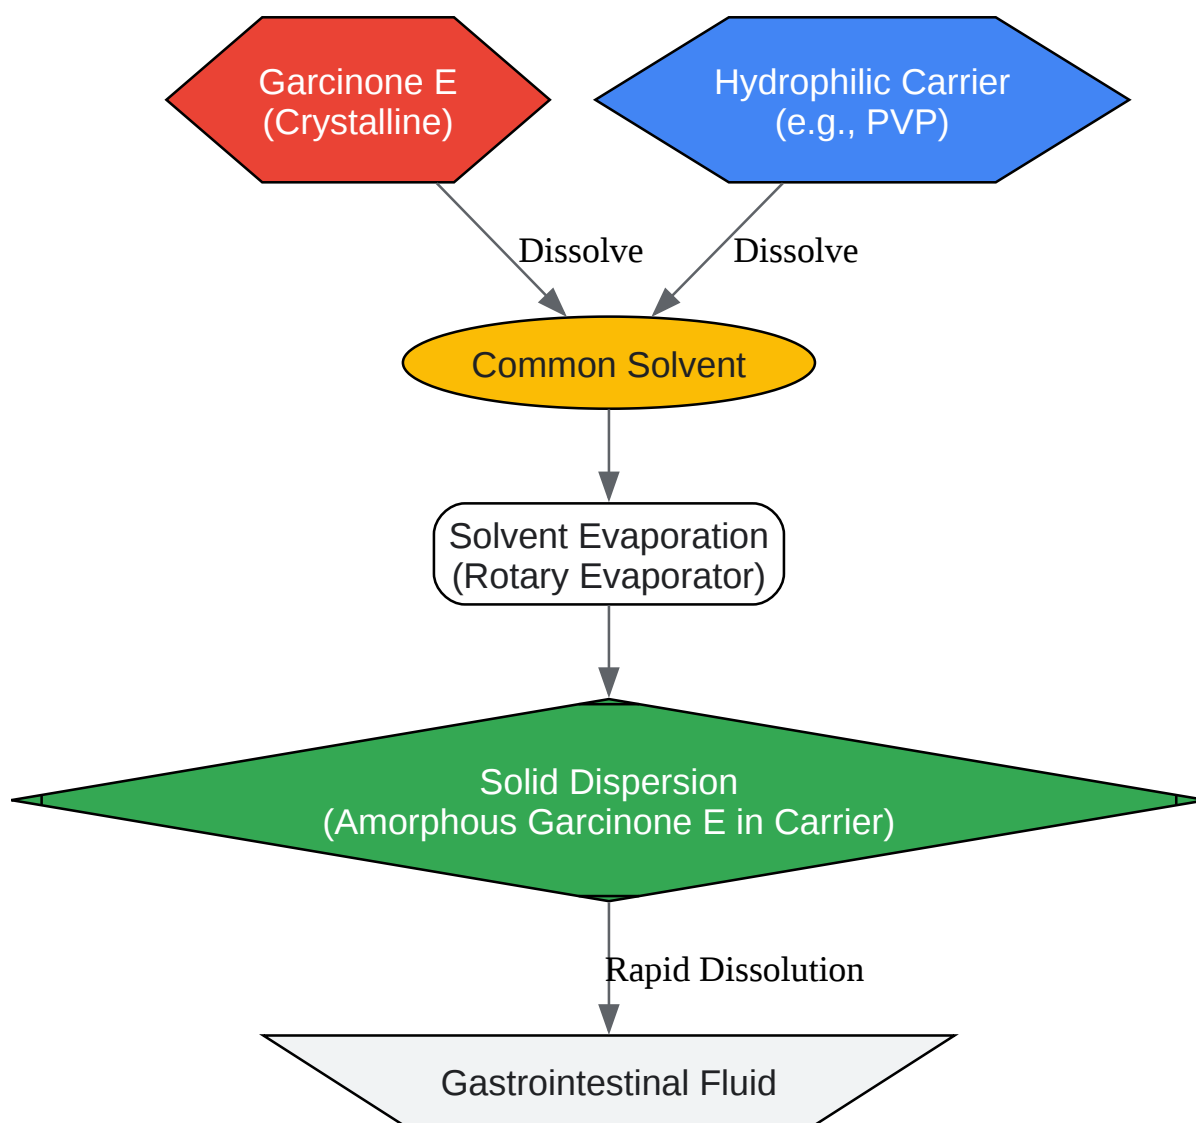 Garcinone E
(Crystalline)
Hydrophilic Carrier
(e.g., PVP)
Dissolve
Dissolve
Common Solvent
Solvent Evaporation
(Rotary Evaporator)
Solid Dispersion
(Amorphous Garcinone E in Carrier)
Rapid Dissolution
Gastrointestinal Fluid